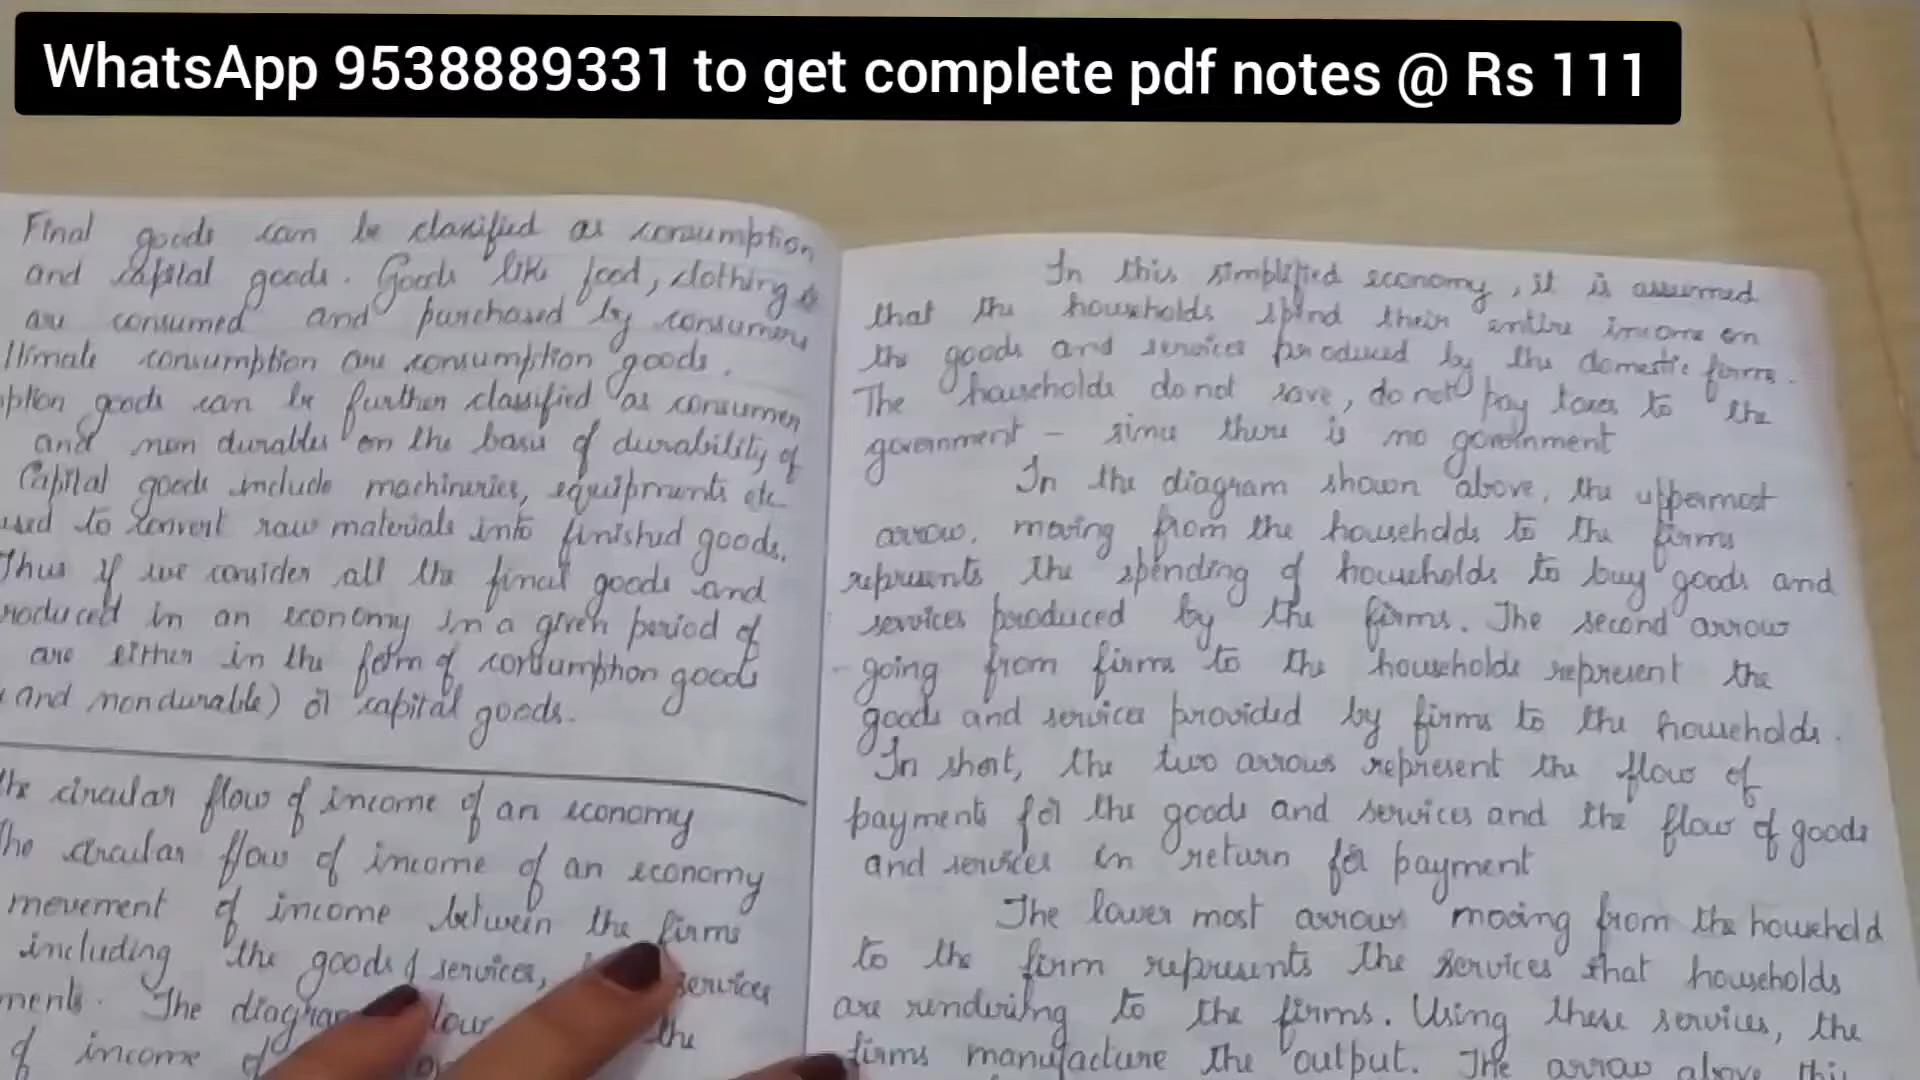 WhatsApp 9538889331 to get complete pdf notes @ Rs 111
Final goods can be classified as consumption
and capital goods. Goods like food, clothing
are consumed and purchased by consumers
ltimate consumption are consumption goods.
ption goods can be further classified as consumer
and non durables on the basis of durability of
Capital goods include machineries, equipments etc
used to convert raw materials into finished goods.
Thus if we consider all the final goods and
roduced in an economy in a given period of
are either in the form of consumption goods
and nondurable) or capital goods.
the circular flow of income of an economy
The circular flow of income of an economy
movement of income between the firms
including the goods & services, services
ments. The the
of income
In this simplified economy, it is assumed
that the households spend their entire income on
the goods and services produced by the domestic firms.
The households do not save, do not pay taxes to the
government - since there is no government
In the diagram shown above, the uppermost
arrow, moving from the households to the firms
represents the spending of households to buy goods and
services produced by the firms. The second arrow
going from firms to the households represent the
goods and services provided by firms to the households.
In short, the two arrows represent the flow of
payments for the goods and services and the flow of goods
and services in return for payment
The lower most arrow moving from the household
to the firm represents the services that households
are rendering to the firms. Using these services, the
firms manufacture the output. The arrow above this